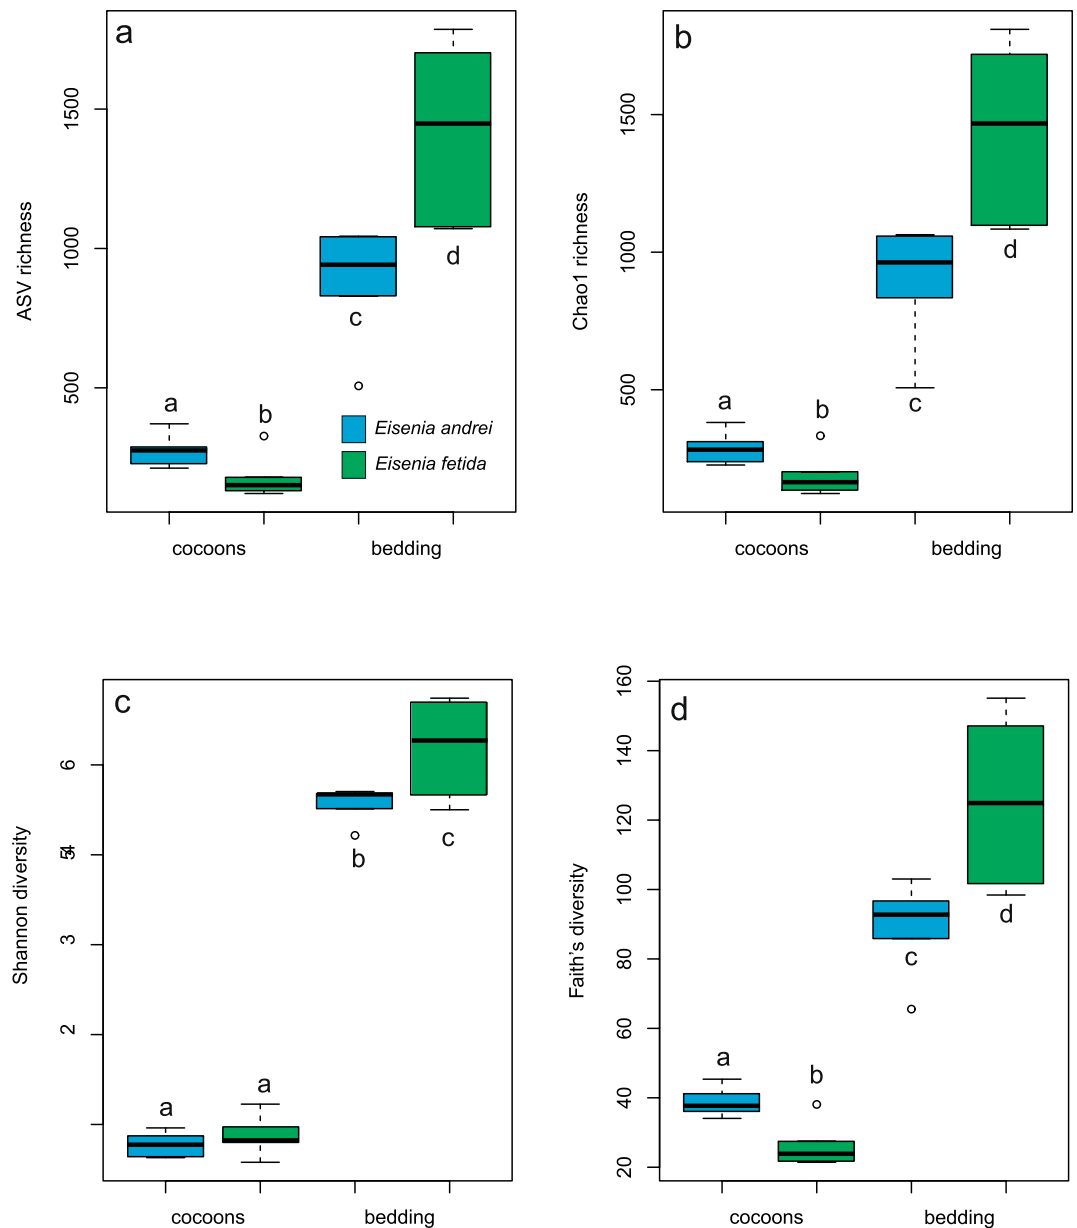 a
ASV richness
1500
1000
500
a
b
c
d
Eisenia andrei
Eisenia fetida
cocoons
bedding
b
Chao1 richness
1500
1000
500
a
b
c
d
cocoons
bedding
c
Shannon diversity
6
3
2
a
a
b
c
cocoons
bedding
d
Faith's diversity
160
140
120
100
80
60
40
20
a
b
c
d
cocoons
bedding